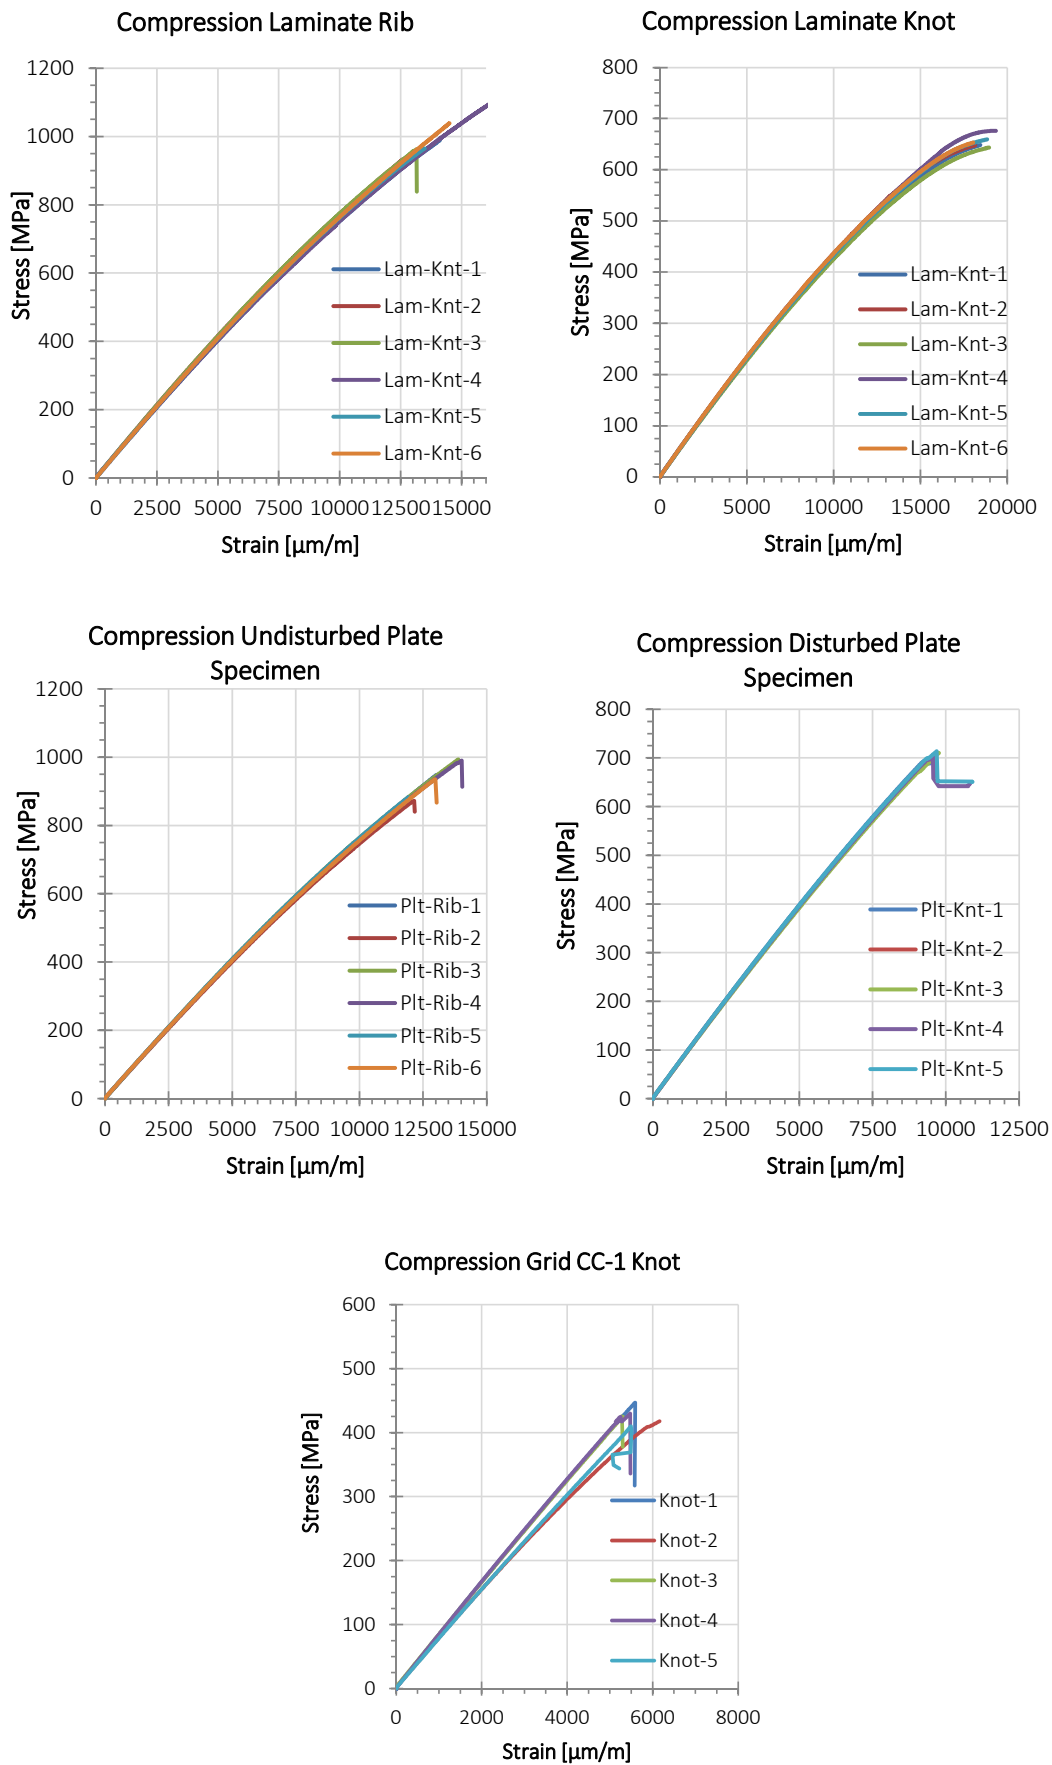 Compression Laminate Rib
1200
1000
800
600
400
200
0
Stress [MPa]
Lam-Knt-1
Lam-Knt-2
Lam-Knt-3
Lam-Knt-4
Lam-Knt-5
Lam-Knt-6
0 2500 5000 7500 10000 12500 15000
Strain [µm/m]
Compression Laminate Knot
800
700
600
500
400
300
200
100
0
Stress [MPa]
Lam-Knt-1
Lam-Knt-2
Lam-Knt-3
Lam-Knt-4
Lam-Knt-5
Lam-Knt-6
0 5000 10000 15000 20000
Strain [µm/m]
Compression Undisturbed Plate
Specimen
1200
1000
800
600
400
200
0
Stress [MPa]
Plt-Rib-1
Plt-Rib-2
Plt-Rib-3
Plt-Rib-4
Plt-Rib-5
Plt-Rib-6
0 2500 5000 7500 10000 12500 15000
Strain [µm/m]
Compression Disturbed Plate
Specimen
800
700
600
500
400
300
200
100
0
Stress [MPa]
Plt-Knt-1
Plt-Knt-2
Plt-Knt-3
Plt-Knt-4
Plt-Knt-5
0 2500 5000 7500 10000 12500
Strain [µm/m]
Compression Grid CC-1 Knot
600
500
400
300
200
100
0
Stress [MPa]
Knot-1
Knot-2
Knot-3
Knot-4
Knot-5
0 2000 4000 6000 8000
Strain [µm/m]